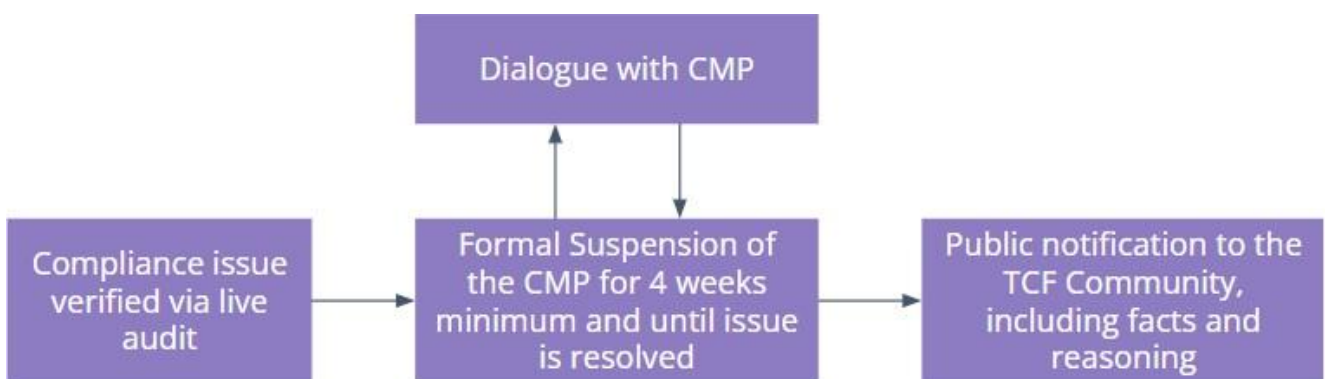 Dialogue with CMP
Compliance issue
verified via live
audit
Formal Suspension of
the CMP for 4 weeks
minimum and until issue
is resolved
Public notification to the
TCF Community,
including facts and
reasoning